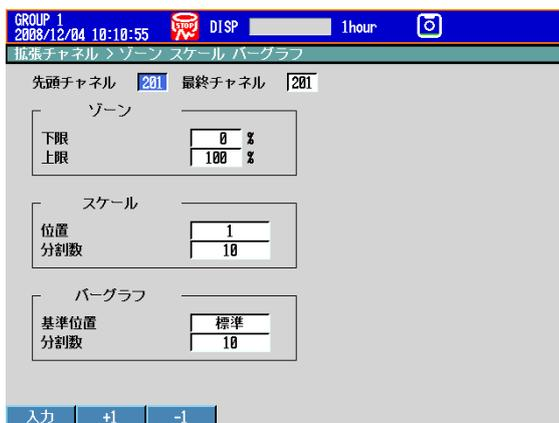 GROUP 1
2008/12/04 10:10:55 STOP DISP 1hour
拡張チャネル > ゾーン スケール バーグラフ
先頭チャネル 201 最終チャネル 201
ゾーン
下限 0 %
上限 100 %
スケール
位置 1
分割数 10
バーグラフ
基準位置 標準
分割数 10
入力 +1 -1